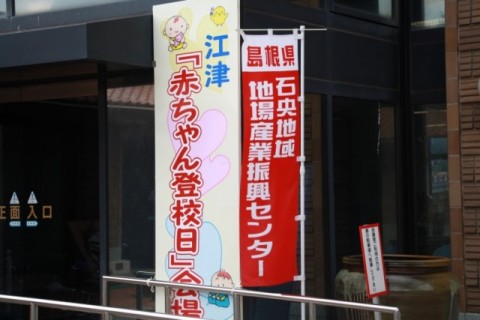 江津
「赤ちゃん登校日」会場
島根県
石央地域
地場産業振興センター
正面入口